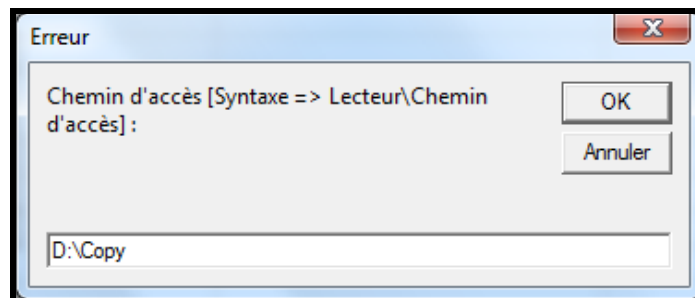 Erreur
Chemin d'accès [Syntaxe => Lecteur\Chemin
d'accès] :
OK
Annuler
D:\Copy